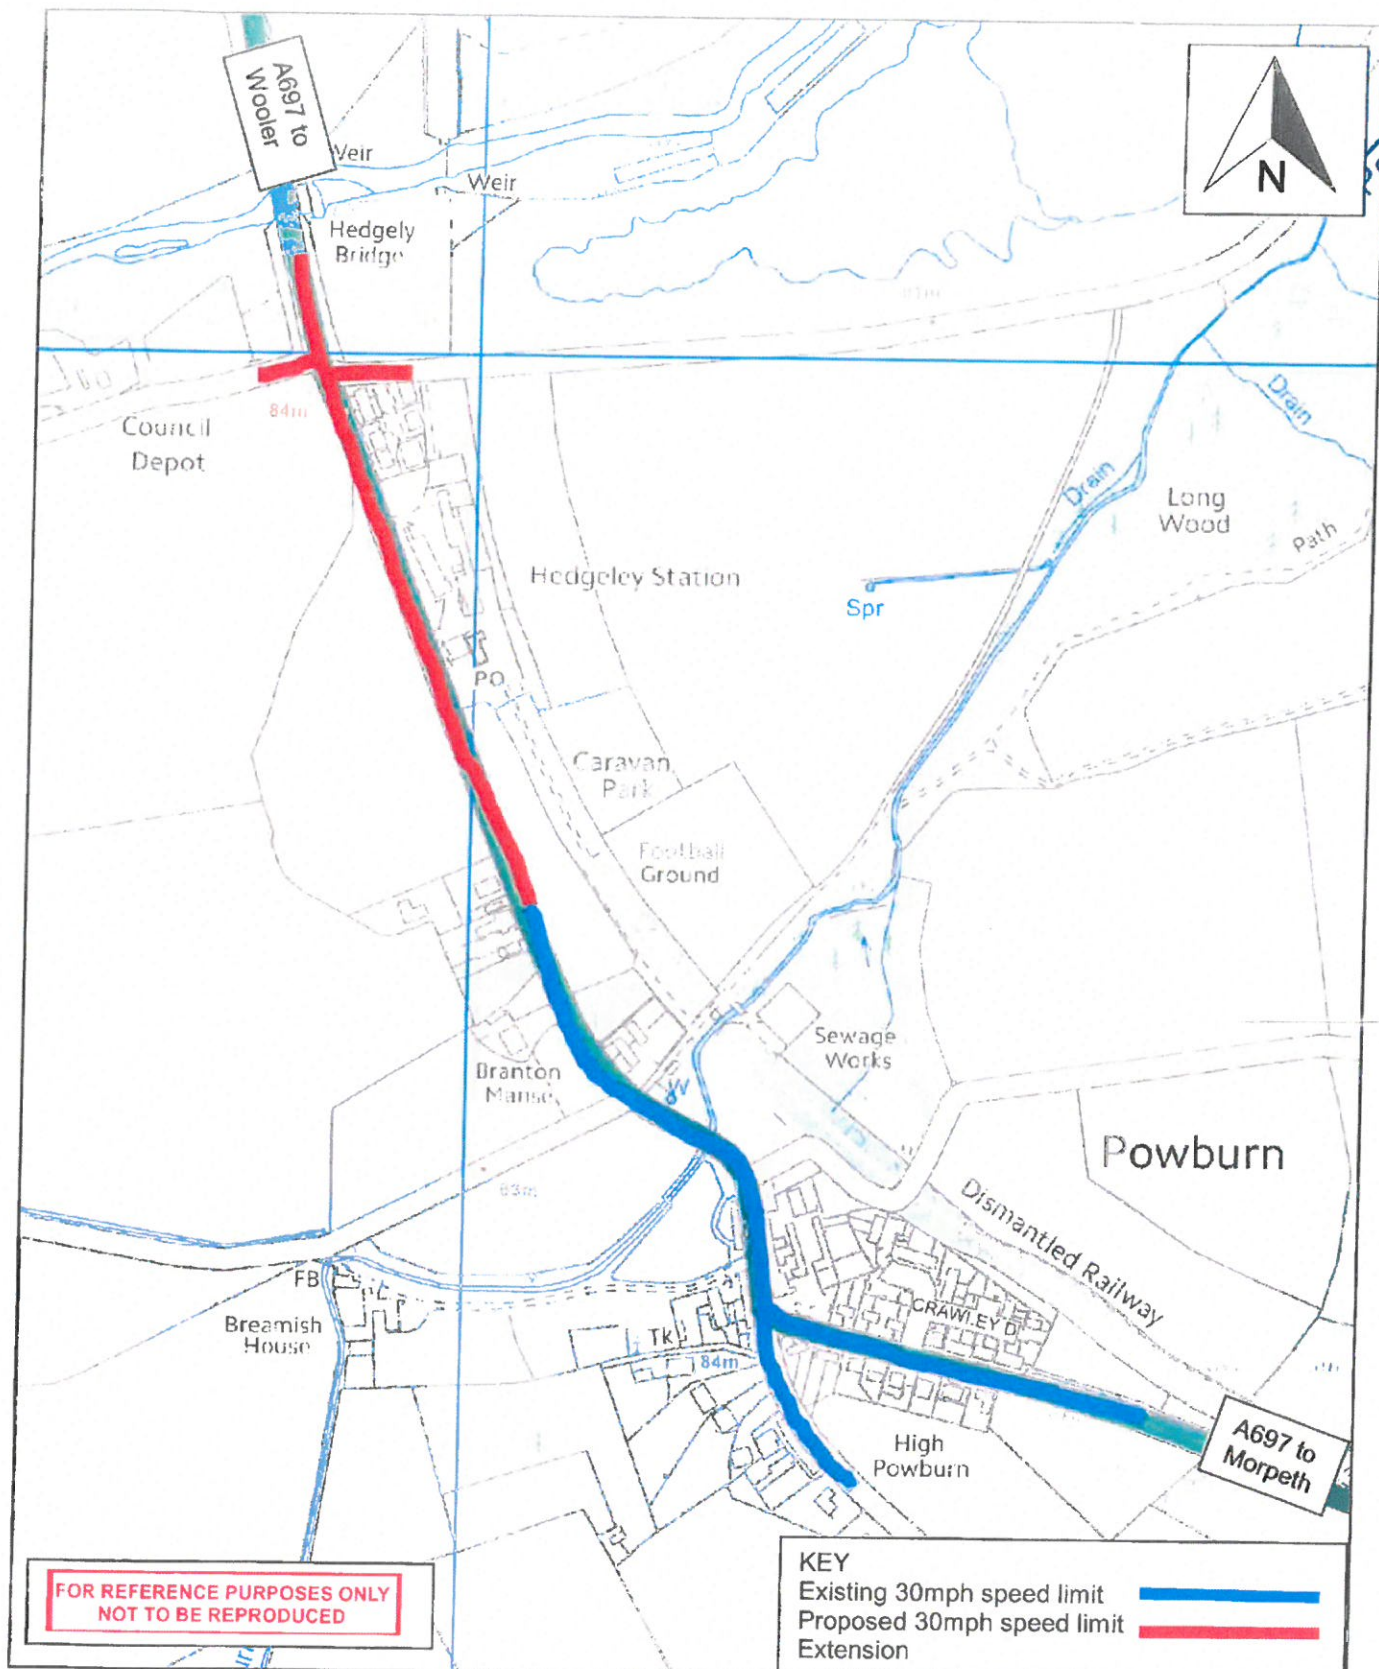 A697 to
Wooler
Weir
Hedgely
Bridge
N
84m
Council
Depot
Drain
Drain
Long
Wood
Path
Hedgeley Station
Spr
PO
Caravan
Park
Football
Ground
Sewage
Works
Branton
Manse
W
Powburn
83m
Dismantled Railway
FB
Breamish
House
Tk
84m
CRAWLEY D
High
Powburn
A697 to
Morpeth
FOR REFERENCE PURPOSES ONLY
NOT TO BE REPRODUCED
KEY
Existing 30mph speed limit
Proposed 30mph speed limit
Extension